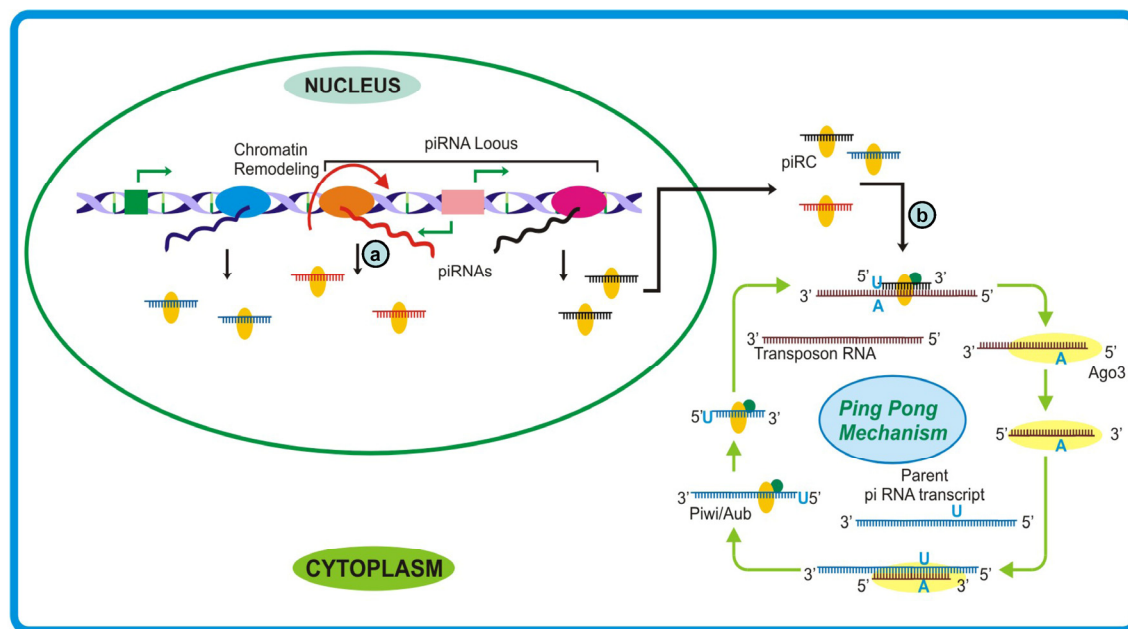 NUCLEUS
Chromatin
Remodeling
piRNA Loous
a
piRNAs
piRC
b
5’ U 3’
3’ 5’
A
3’ 5’
Transposon RNA
3’ 5’
A
Ago3
Ping Pong
Mechanism
5’ 3’
A
5’U 3’
Parent
pi RNA transcript
U
3’ 5’
3’ U5’
Piwi/Aub
U
3’ 5’
5’ A 3’
CYTOPLASM